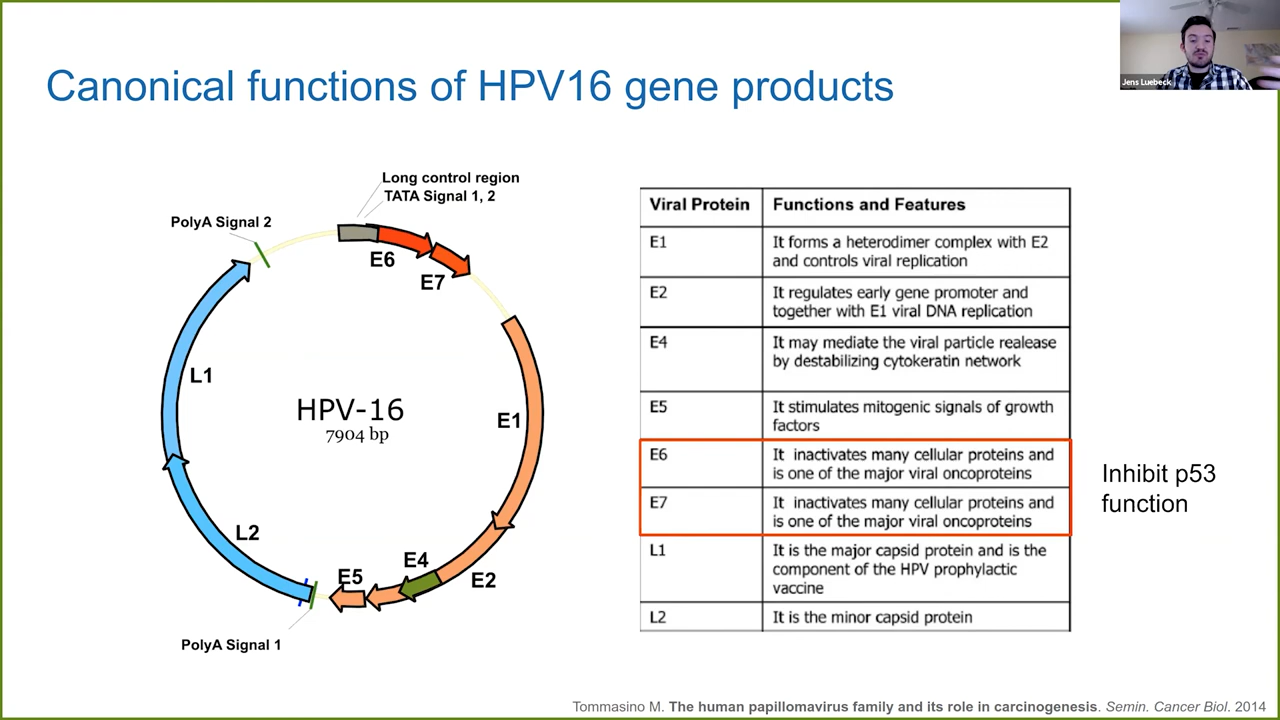 Jens Luebeck
Canonical functions of HPV16 gene products
Long control region
TATA Signal 1, 2
PolyA Signal 2
E6
E7
L1
HPV-16
7904 bp
E1
L2
E4
E5
E2
PolyA Signal 1
Viral Protein Functions and Features
E1 It forms a heterodimer complex with E2
and controls viral replication
E2 It regulates early gene promoter and
together with E1 viral DNA replication
E4 It may mediate the viral particle realease
by destabilizing cytokeratin network
E5 It stimulates mitogenic signals of growth
factors
E6 It inactivates many cellular proteins and
is one of the major viral oncoproteins
E7 It inactivates many cellular proteins and
is one of the major viral oncoproteins
L1 It is the major capsid protein and is the
component of the HPV prophylactic
vaccine
L2 It is the minor capsid protein
Inhibit p53
function
Tommasino M. The human papillomavirus family and its role in carcinogenesis. Semin. Cancer Biol. 2014